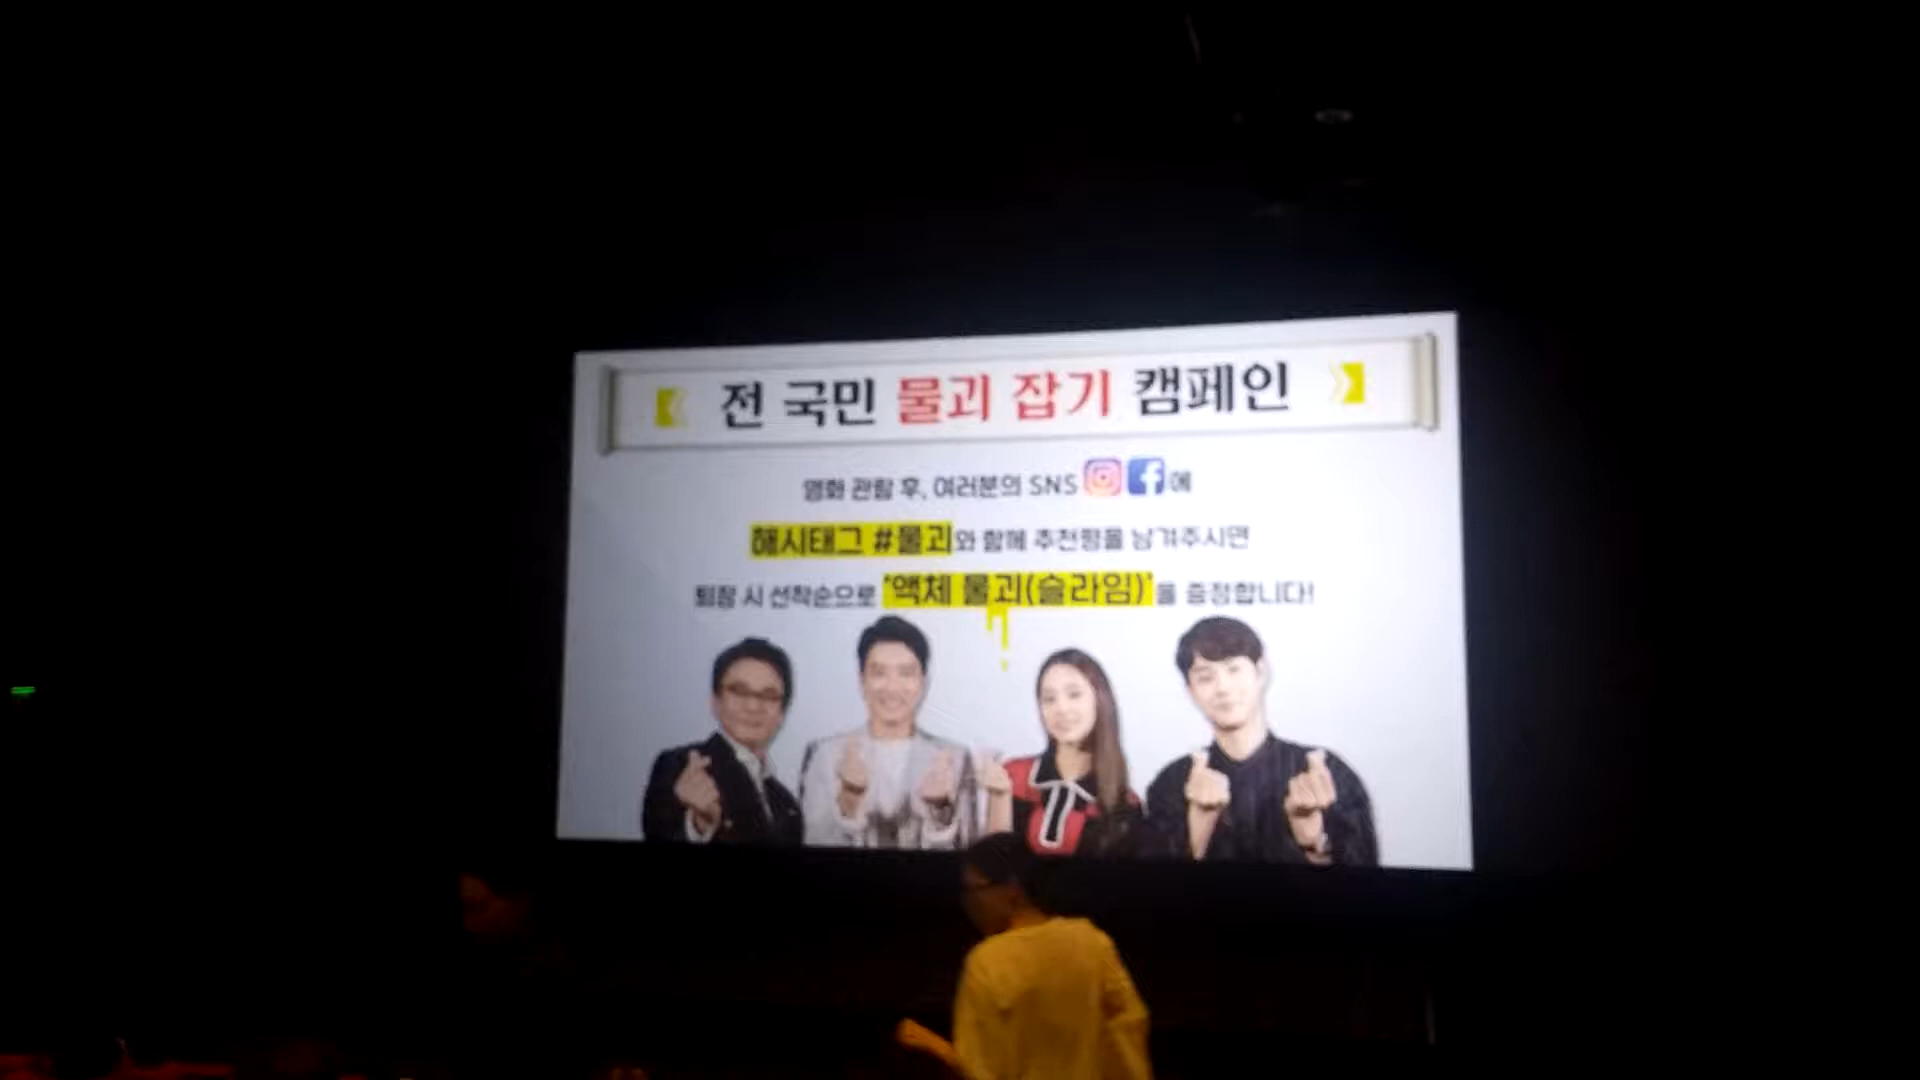 전 국민 물괴 잡기 캠페인
영화 관람 후, 여러분의 SNS 에
해시태그 #물괴와 함께 추천평을 남겨주시면
퇴장 시 선착순으로 '액체 물괴(슬라임)'을 증정합니다!